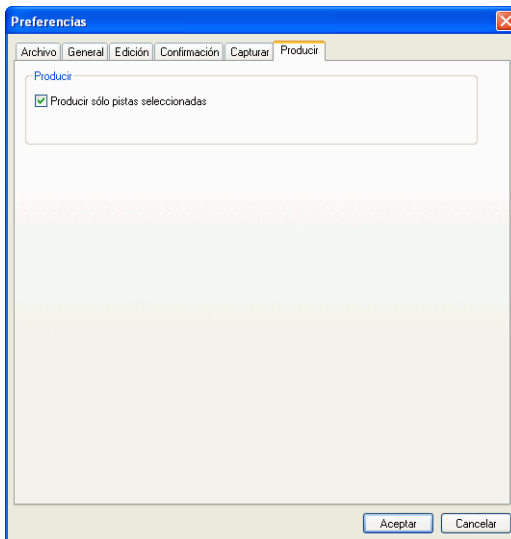 Preferencias
Archivo General Edición Confirmación Capturar Producir
Producir
Producir sólo pistas seleccionadas
Aceptar Cancelar